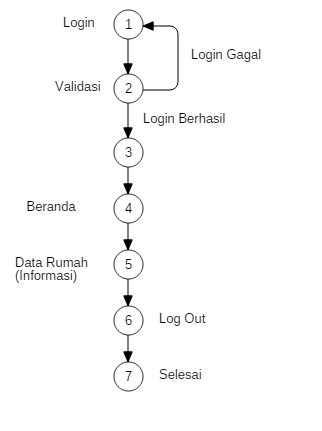 Login
1
Login Gagal
Validasi
2
Login Berhasil
3
Beranda
4
Data Rumah
(Informasi)
5
6
Log Out
7
Selesai